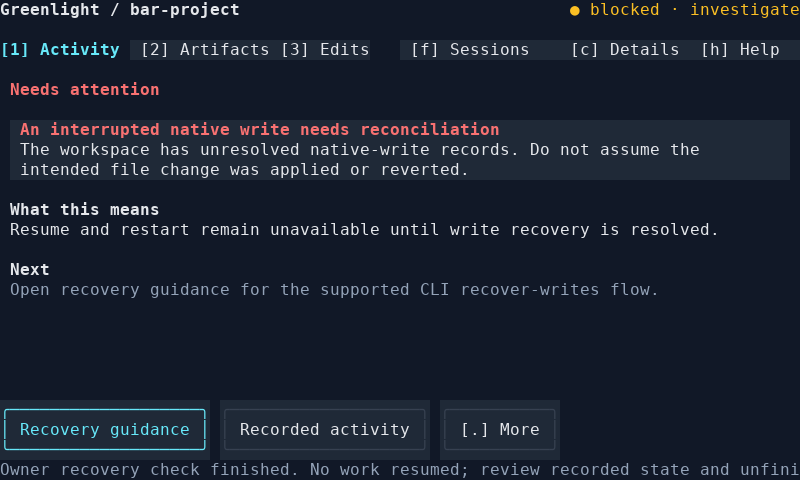 Greenlight / bar-project ● blocked · investigate
[1] Activity [2] Artifacts [3] Edits [f] Sessions [c] Details [h] Help
Needs attention
An interrupted native write needs reconciliation
The workspace has unresolved native-write records. Do not assume the
intended file change was applied or reverted.
What this means
Resume and restart remain unavailable until write recovery is resolved.
Next
Open recovery guidance for the supported CLI recover-writes flow.
Recovery guidance Recorded activity [.] More
Owner recovery check finished. No work resumed; review recorded state and unfini